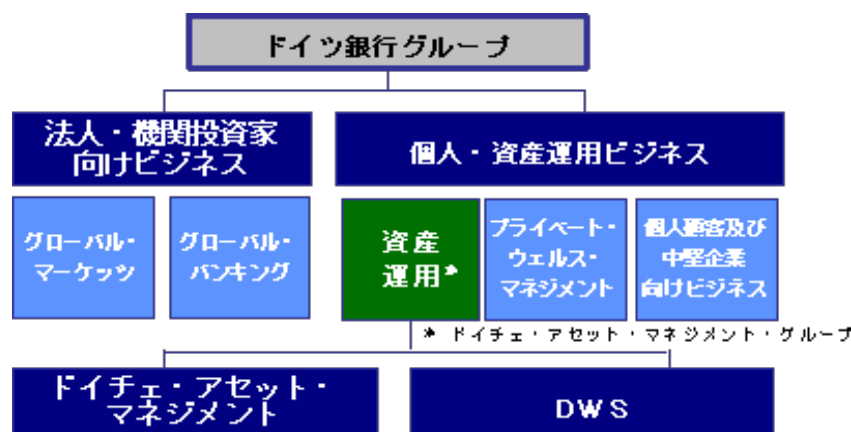 ドイツ銀行グループ
法人・機関投資家
向けビジネス
個人・資産運用ビジネス
グローバル・
マーケッツ
グローバル・
バンキング
資産
運用*
プライベート・
ウェルス・
マネジメント
個人顧客及び
中堅企業
向けビジネス
* ドイチェ・アセット・マネジメント・グループ
ドイチェ・アセット・
マネジメント
DWS